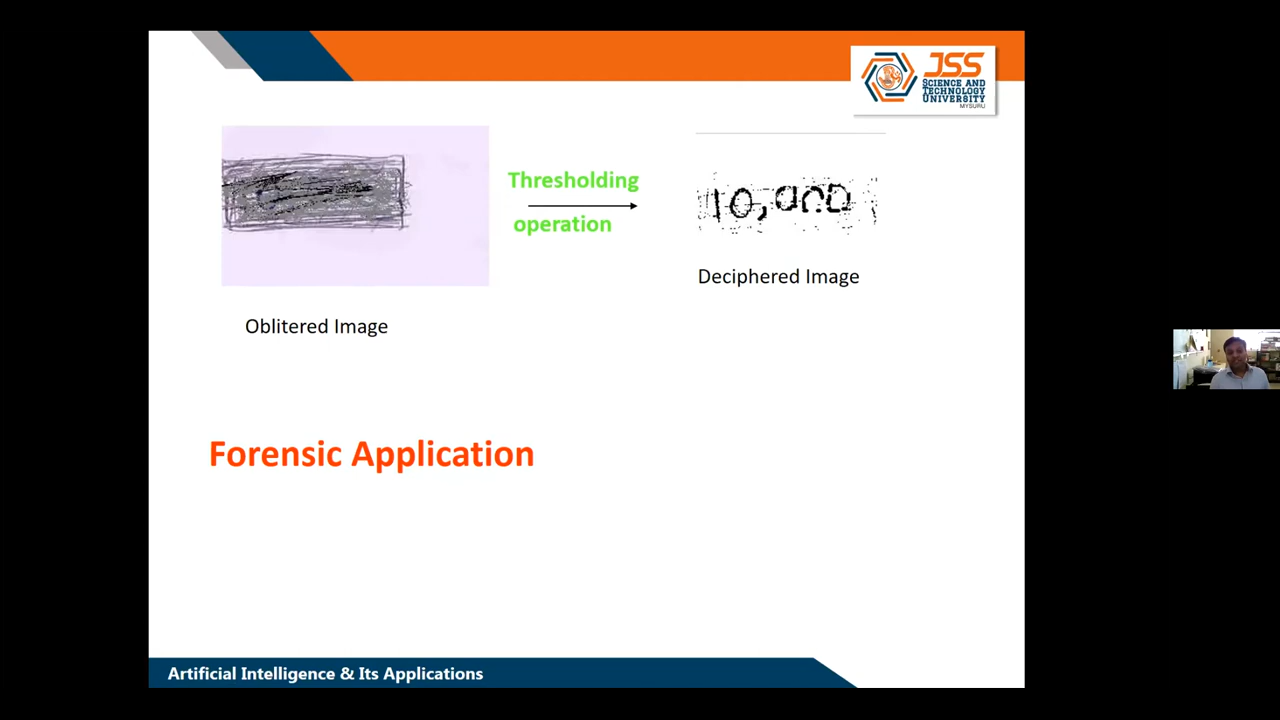 JSS
SCIENCE AND
TECHNOLOGY
UNIVERSITY
MYSURU
Thresholding
operation
10,000
Deciphered Image
Oblitered Image
Forensic Application
Artificial Intelligence & Its Applications